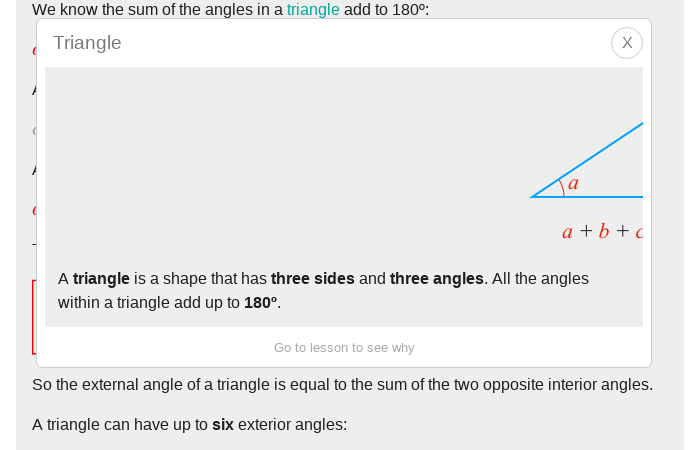 We know the sum of the angles in a triangle add to 180º:
Triangle
X
a
a + b + c
A triangle is a shape that has three sides and three angles. All the angles
within a triangle add up to 180º.
Go to lesson to see why
So the external angle of a triangle is equal to the sum of the two opposite interior angles.
A triangle can have up to six exterior angles: